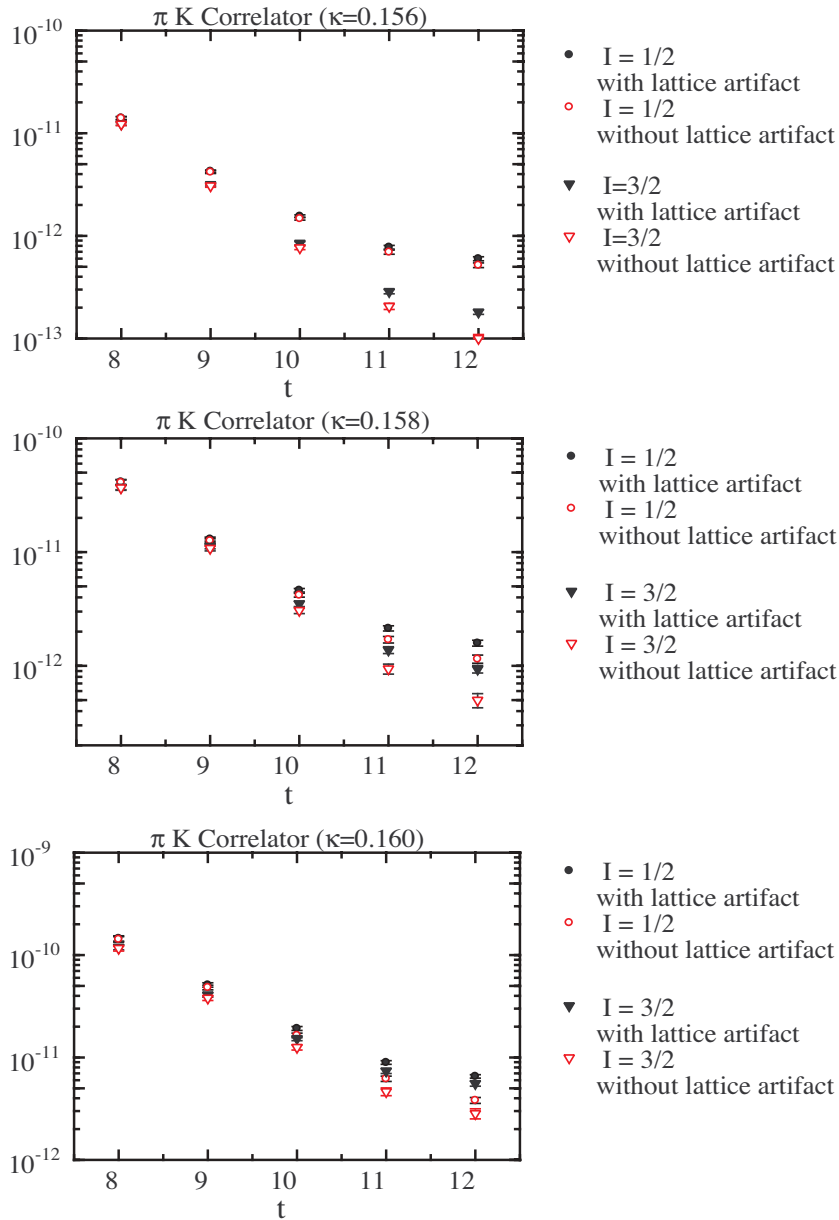 π K Correlator (κ=0.156)
10⁻¹⁰
10⁻¹¹
10⁻¹²
10⁻¹³
8 9 10 11 12
t
I = 1/2
with lattice artifact
I = 1/2
without lattice artifact
I=3/2
with lattice artifact
I=3/2
without lattice artifact
π K Correlator (κ=0.158)
10⁻¹⁰
10⁻¹¹
10⁻¹²
8 9 10 11 12
t
I = 1/2
with lattice artifact
I = 1/2
without lattice artifact
I = 3/2
with lattice artifact
I = 3/2
without lattice artifact
π K Correlator (κ=0.160)
10⁻⁹
10⁻¹⁰
10⁻¹¹
10⁻¹²
8 9 10 11 12
t
I = 1/2
with lattice artifact
I = 1/2
without lattice artifact
I = 3/2
with lattice artifact
I = 3/2
without lattice artifact